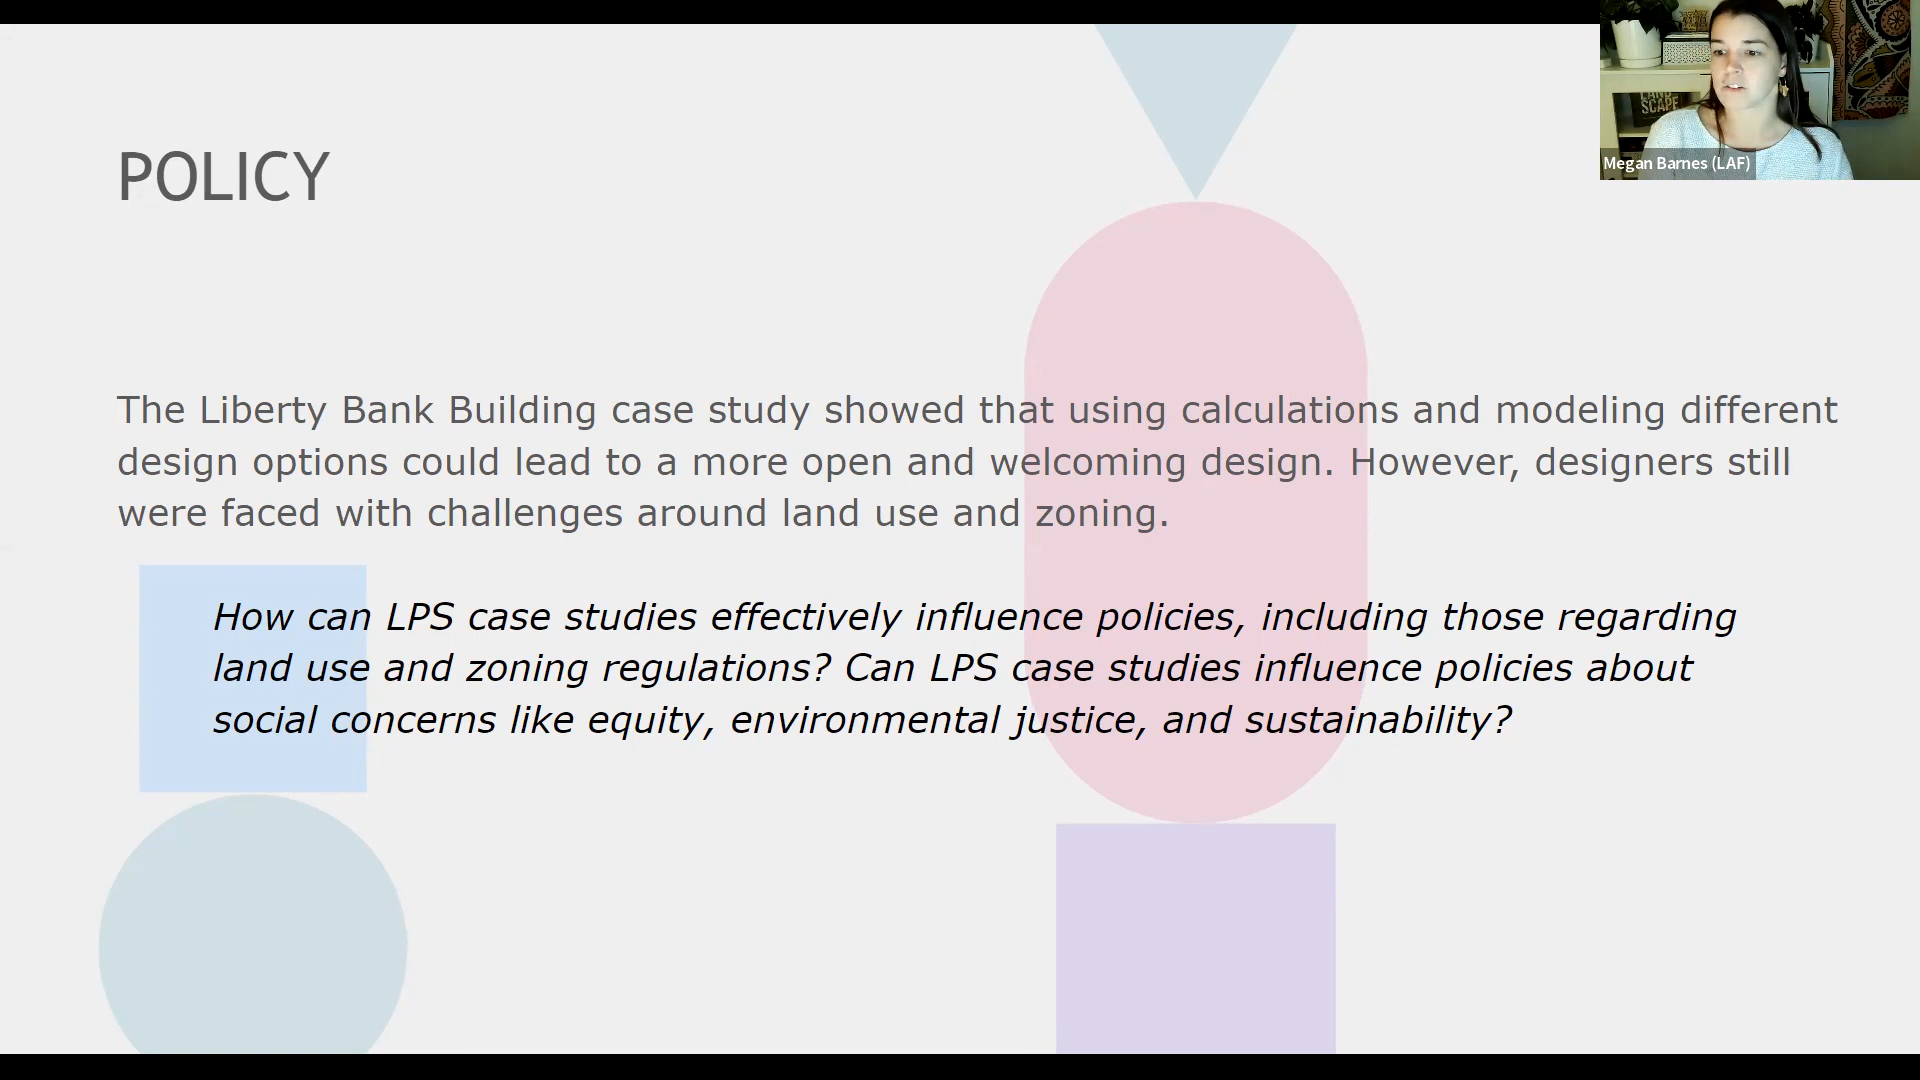 POLICY
LAND
SCAPE
Megan Barnes (LAF)
The Liberty Bank Building case study showed that using calculations and modeling different
design options could lead to a more open and welcoming design. However, designers still
were faced with challenges around land use and zoning.
How can LPS case studies effectively influence policies, including those regarding
land use and zoning regulations? Can LPS case studies influence policies about
social concerns like equity, environmental justice, and sustainability?